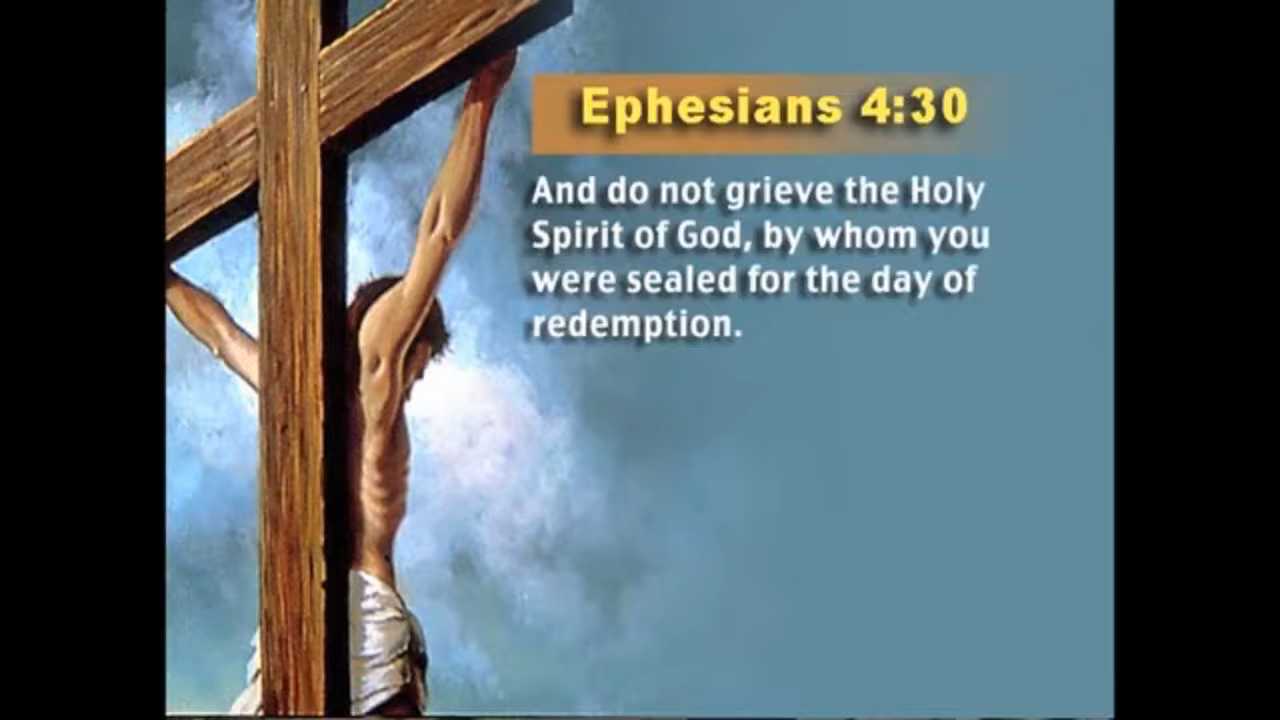 Ephesians 4:30
And do not grieve the Holy
Spirit of God, by whom you
were sealed for the day of
redemption.